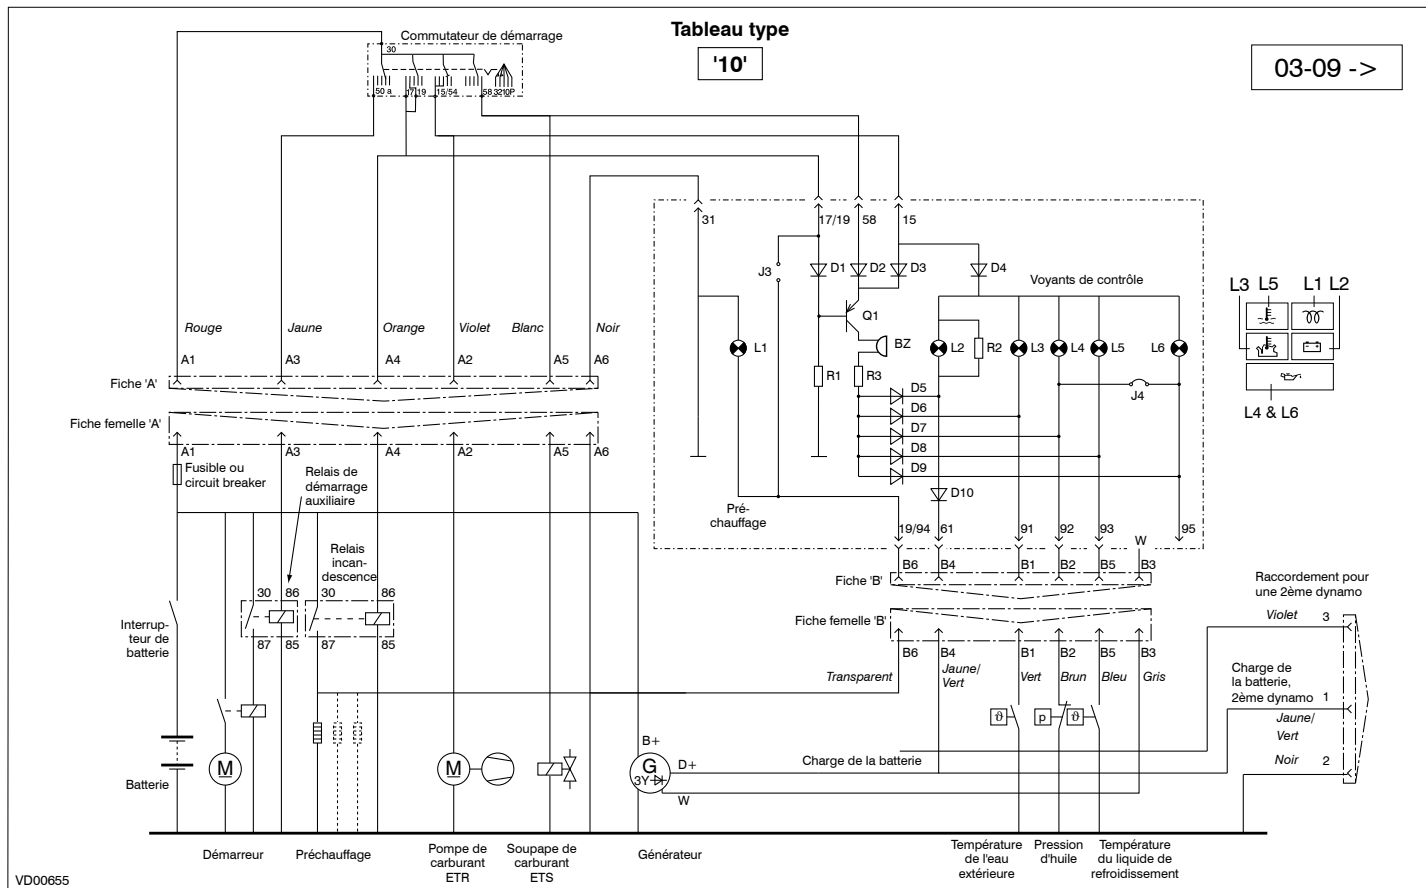 Tableau type
'10'
03-09 ->
Commutateur de démarrage
30
50 a
17/19
15/54
58
3210P
31
17/19
58
15
J3
D1
D2
D3
D4
Voyants de contrôle
Q1
BZ
L1
L2
R2
L3
L4
L5
L6
R1
R3
J4
D5
D6
D7
D8
D9
D10
L3 L5
L1 L2
L4 & L6
Rouge
Jaune
Orange
Violet
Blanc
Noir
A1
A3
A4
A2
A5
A6
Fiche 'A'
Fiche femelle 'A'
A1
A3
A4
A2
A5
A6
Fusible ou
circuit breaker
Relais de
démarrage
auxiliaire
Pré-
chauffage
19/94
61
91
92
93
W
95
B6
B4
B1
B2
B5
B3
Fiche 'B'
Fiche femelle 'B'
B6
B4
B1
B2
B5
B3
Transparent
Jaune/
Vert
Vert
Brun
Bleu
Gris
Relais
incan-
descence
30
86
30
86
87
85
87
85
Interrup-
teur de
batterie
Batterie
M
M
G
3Y
B+
D+
W
ϑ
p
ϑ
Charge de la batterie
Raccordement pour
une 2ème dynamo
Violet
3
Charge de
la batterie,
2ème dynamo
1
Jaune/
Vert
Noir
2
Démarreur
Préchauffage
Pompe de
carburant
ETR
Soupape de
carburant
ETS
Générateur
Température
de l'eau
extérieure
Pression
d'huile
Température
du liquide de
refroidissement
VD00655